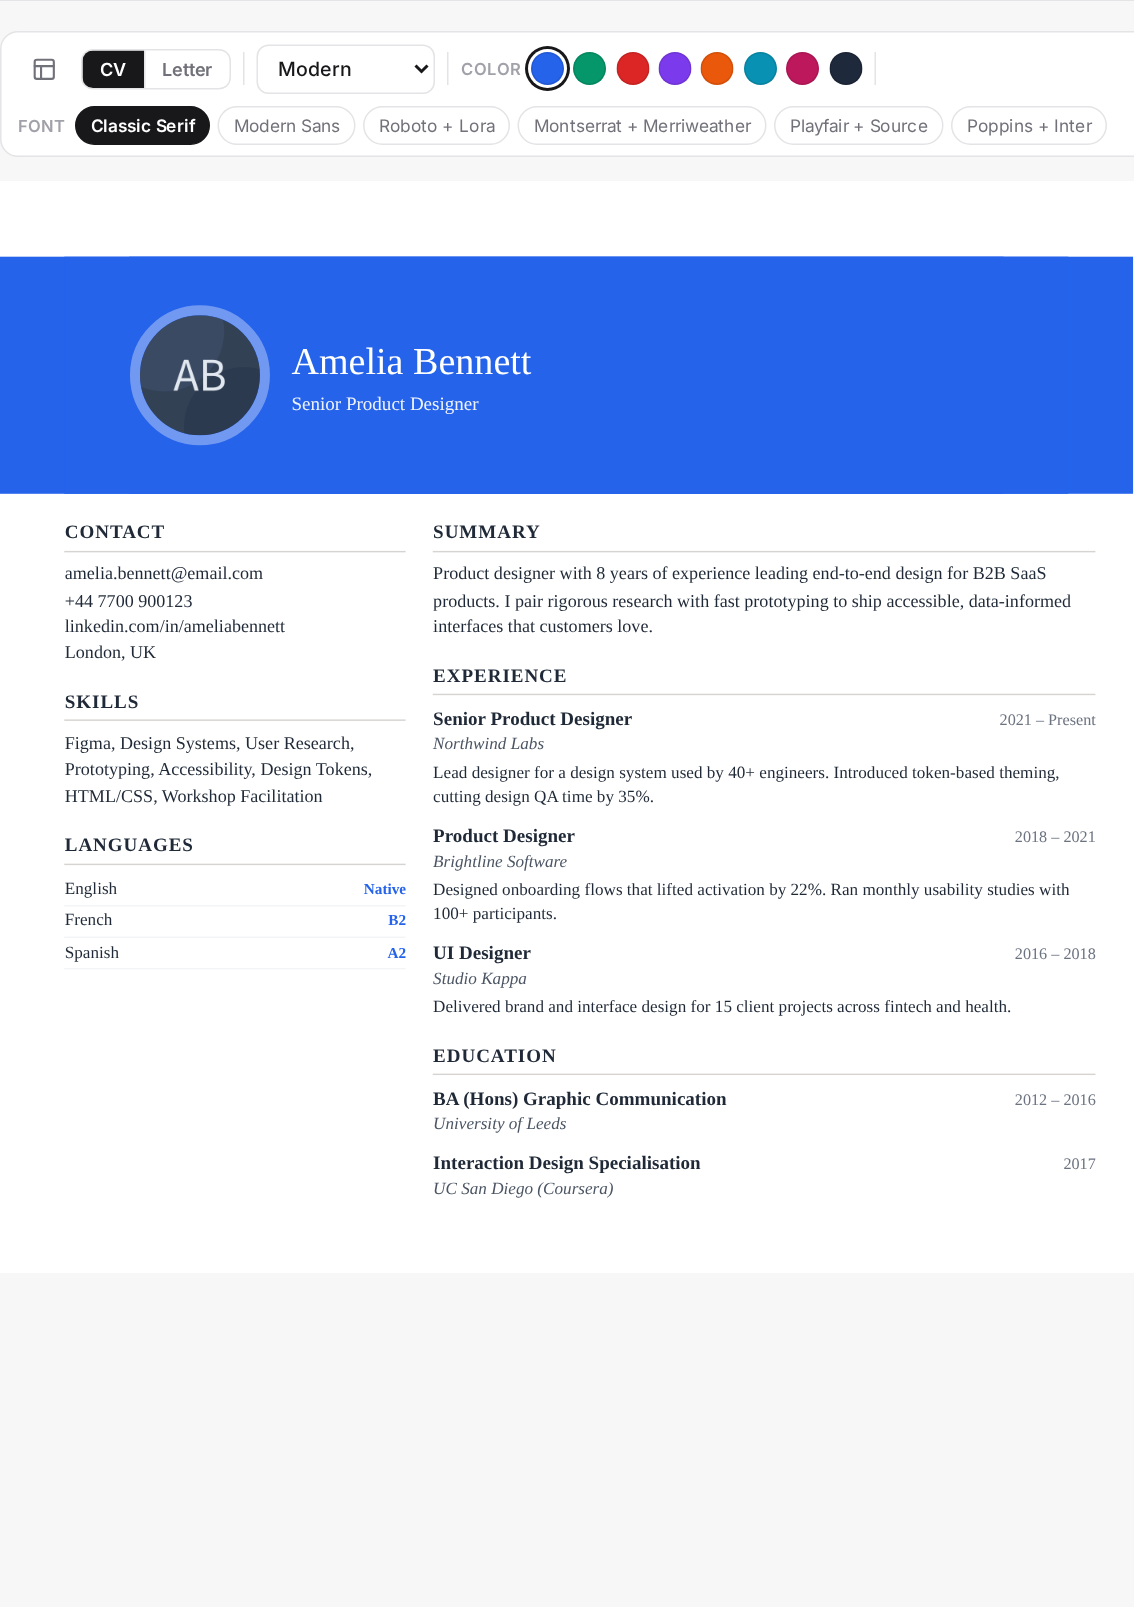 CV
Letter
Modern
COLOR
FONT
Classic Serif
Modern Sans
Roboto + Lora
Montserrat + Merriweather
Playfair + Source
Poppins + Inter
AB
Amelia Bennett
Senior Product Designer
CONTACT
amelia.bennett@email.com
+44 7700 900123
linkedin.com/in/ameliabennett
London, UK
SKILLS
Figma, Design Systems, User Research,
Prototyping, Accessibility, Design Tokens,
HTML/CSS, Workshop Facilitation
LANGUAGES
English Native
French B2
Spanish A2
SUMMARY
Product designer with 8 years of experience leading end-to-end design for B2B SaaS
products. I pair rigorous research with fast prototyping to ship accessible, data-informed
interfaces that customers love.
EXPERIENCE
Senior Product Designer 2021 – Present
Northwind Labs
Lead designer for a design system used by 40+ engineers. Introduced token-based theming,
cutting design QA time by 35%.
Product Designer 2018 – 2021
Brightline Software
Designed onboarding flows that lifted activation by 22%. Ran monthly usability studies with
100+ participants.
UI Designer 2016 – 2018
Studio Kappa
Delivered brand and interface design for 15 client projects across fintech and health.
EDUCATION
BA (Hons) Graphic Communication 2012 – 2016
University of Leeds
Interaction Design Specialisation 2017
UC San Diego (Coursera)